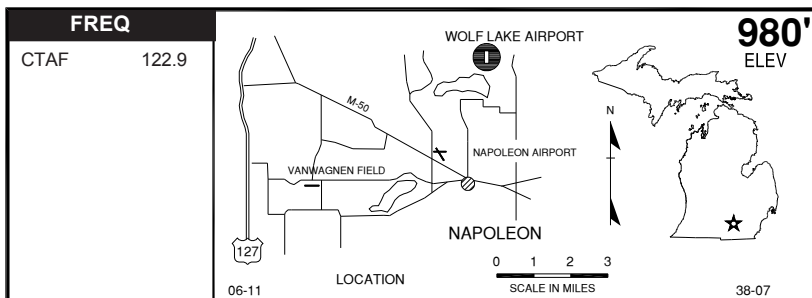 FREQ
CTAF 122.9
WOLF LAKE AIRPORT
980'
ELEV
M-50
N
NAPOLEON AIRPORT
VANWAGNEN FIELD
NAPOLEON
127
LOCATION
0 1 2 3
SCALE IN MILES
06-11
38-07